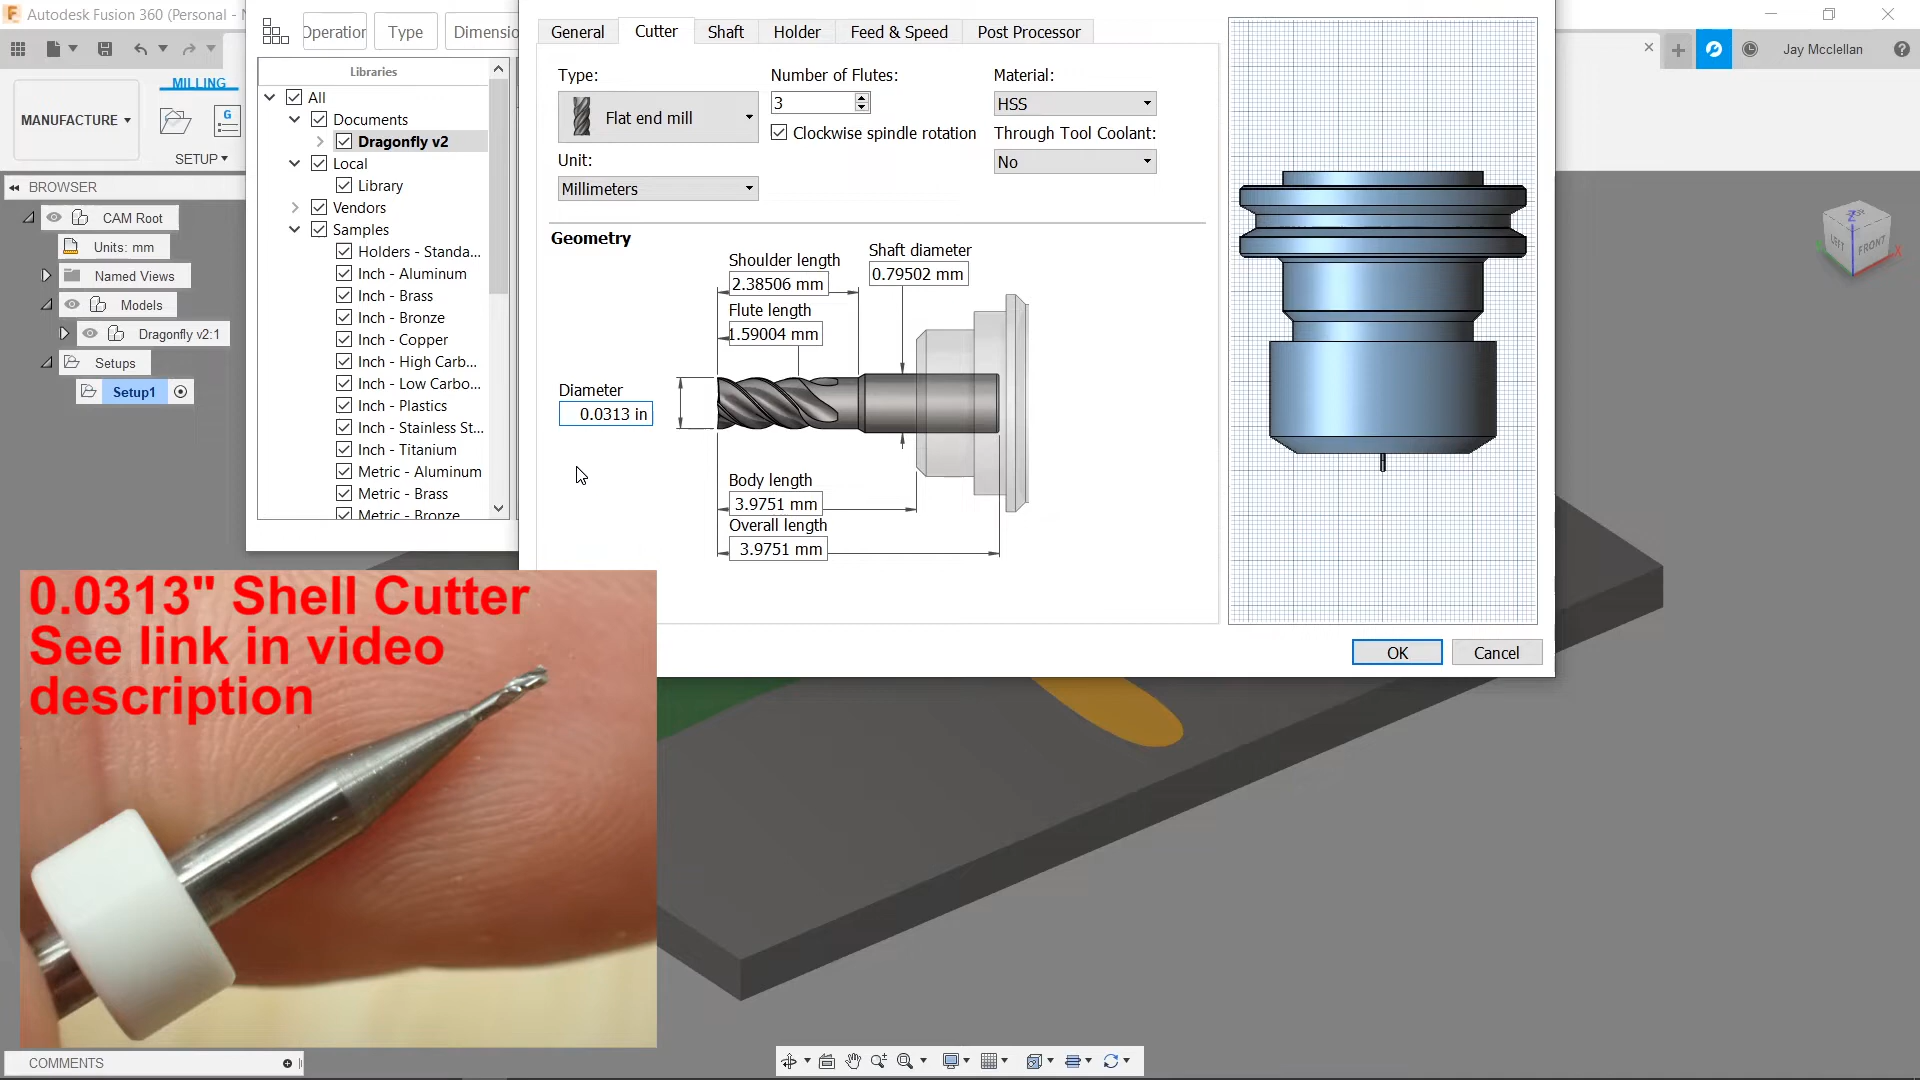 Autodesk Fusion 360 (Personal - N
Jay Mcclellan
MANUFACTURE
MILLING
G
SETUP
BROWSER
CAM Root
Units: mm
Named Views
Models
Dragonfly v2:1
Setups
Setup1
Operation
Type
Dimensio
Libraries
All
Documents
Dragonfly v2
Local
Library
Vendors
Samples
Holders - Standa...
Inch - Aluminum
Inch - Brass
Inch - Bronze
Inch - Copper
Inch - High Carb...
Inch - Low Carbo...
Inch - Plastics
Inch - Stainless St...
Inch - Titanium
Metric - Aluminum
Metric - Brass
Metric - Bronze
General
Cutter
Shaft
Holder
Feed & Speed
Post Processor
Type:
Flat end mill
Unit:
Millimeters
Number of Flutes:
3
Clockwise spindle rotation
Material:
HSS
Through Tool Coolant:
No
Geometry
Shoulder length
2.38506 mm
Shaft diameter
0.79502 mm
Flute length
1.59004 mm
Diameter
0.0313 in
Body length
3.9751 mm
Overall length
3.9751 mm
OK
Cancel
Z
LEFT
FRONT
X
0.0313" Shell Cutter
See link in video
description
COMMENTS